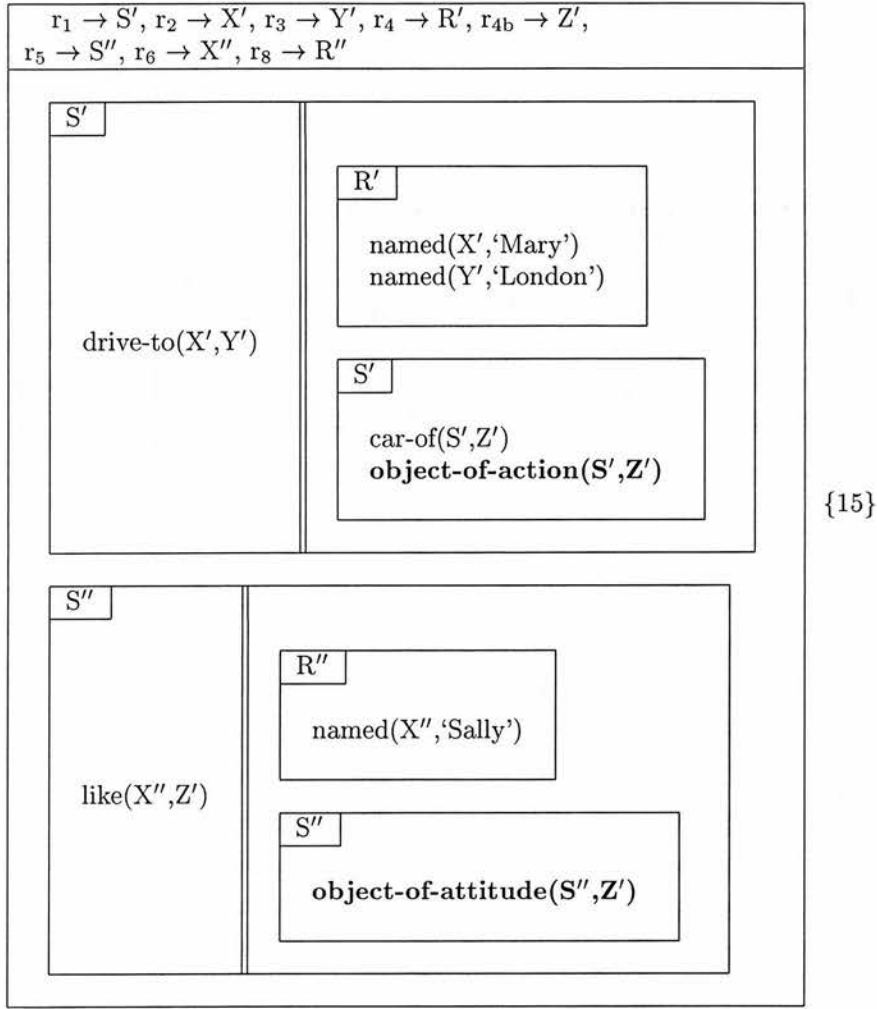 r₁ → S′, r₂ → X′, r₃ → Y′, r₄ → R′, r₄b → Z′,
r₅ → S″, r₆ → X″, r₈ → R″
S′
R′
named(X′,‘Mary’)
named(Y′,‘London’)
drive-to(X′,Y′)
S′
car-of(S′,Z′)
object-of-action(S′,Z′)
{15}
S″
R″
named(X″,‘Sally’)
like(X″,Z′)
S″
object-of-attitude(S″,Z′)